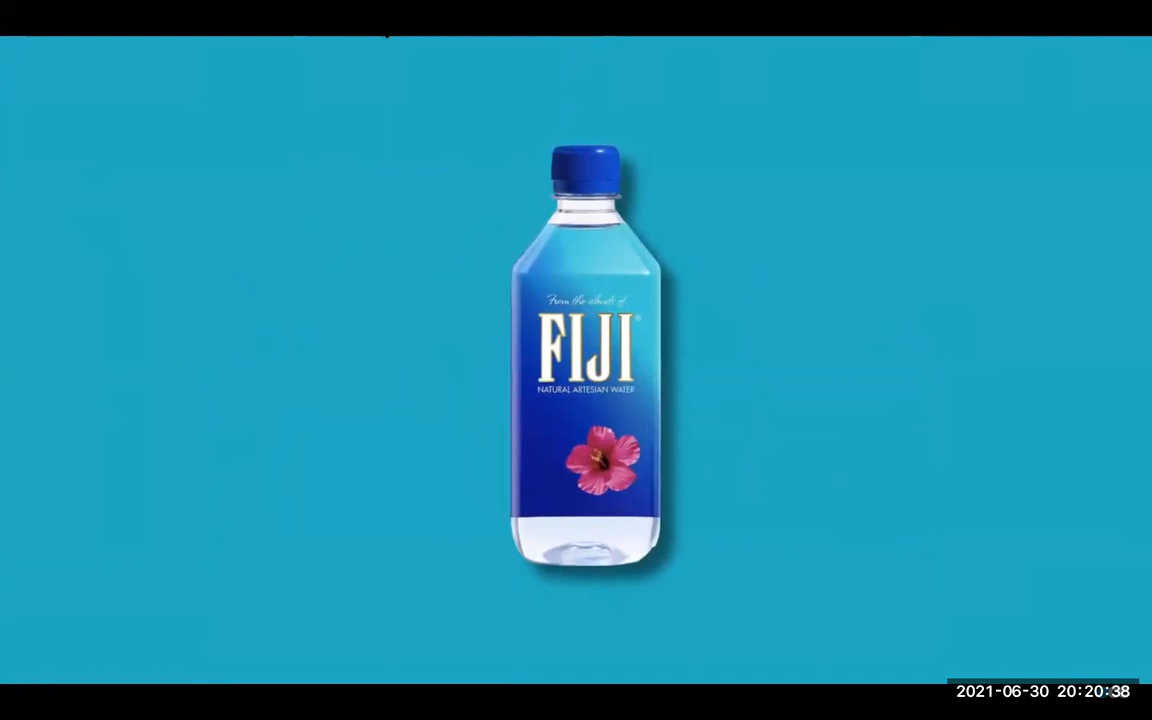 From the islands of
FIJI®
NATURAL ARTESIAN WATER
2021-06-30 20:20:38